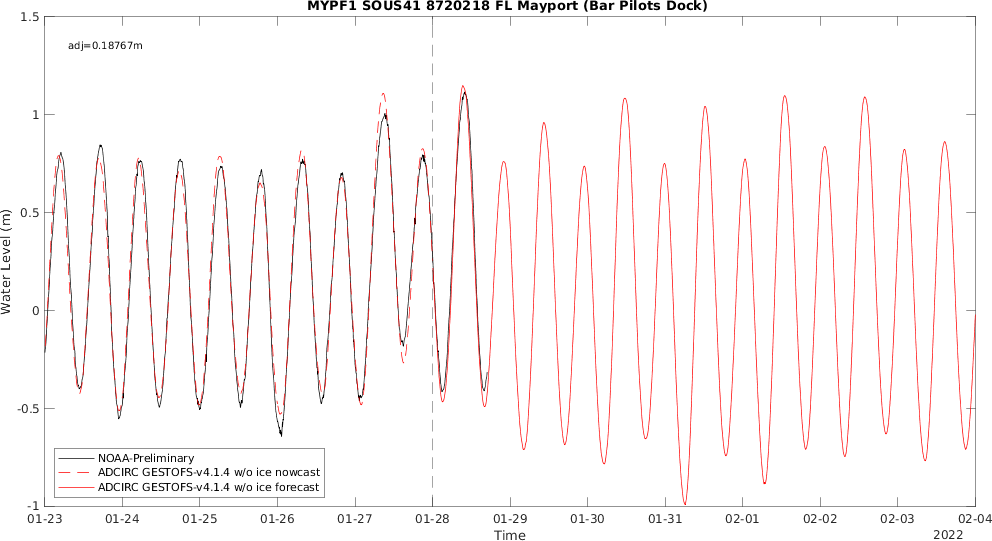 MYPF1 SOUS41 8720218 FL Mayport (Bar Pilots Dock)
adj=0.18767m
1.5
1
0.5
0
-0.5
-1
Water Level (m)
NOAA-Preliminary
ADCIRC GESTOFS-v4.1.4 w/o ice nowcast
ADCIRC GESTOFS-v4.1.4 w/o ice forecast
01-23 01-24 01-25 01-26 01-27 01-28 01-29 01-30 01-31 02-01 02-02 02-03 02-04
Time
2022